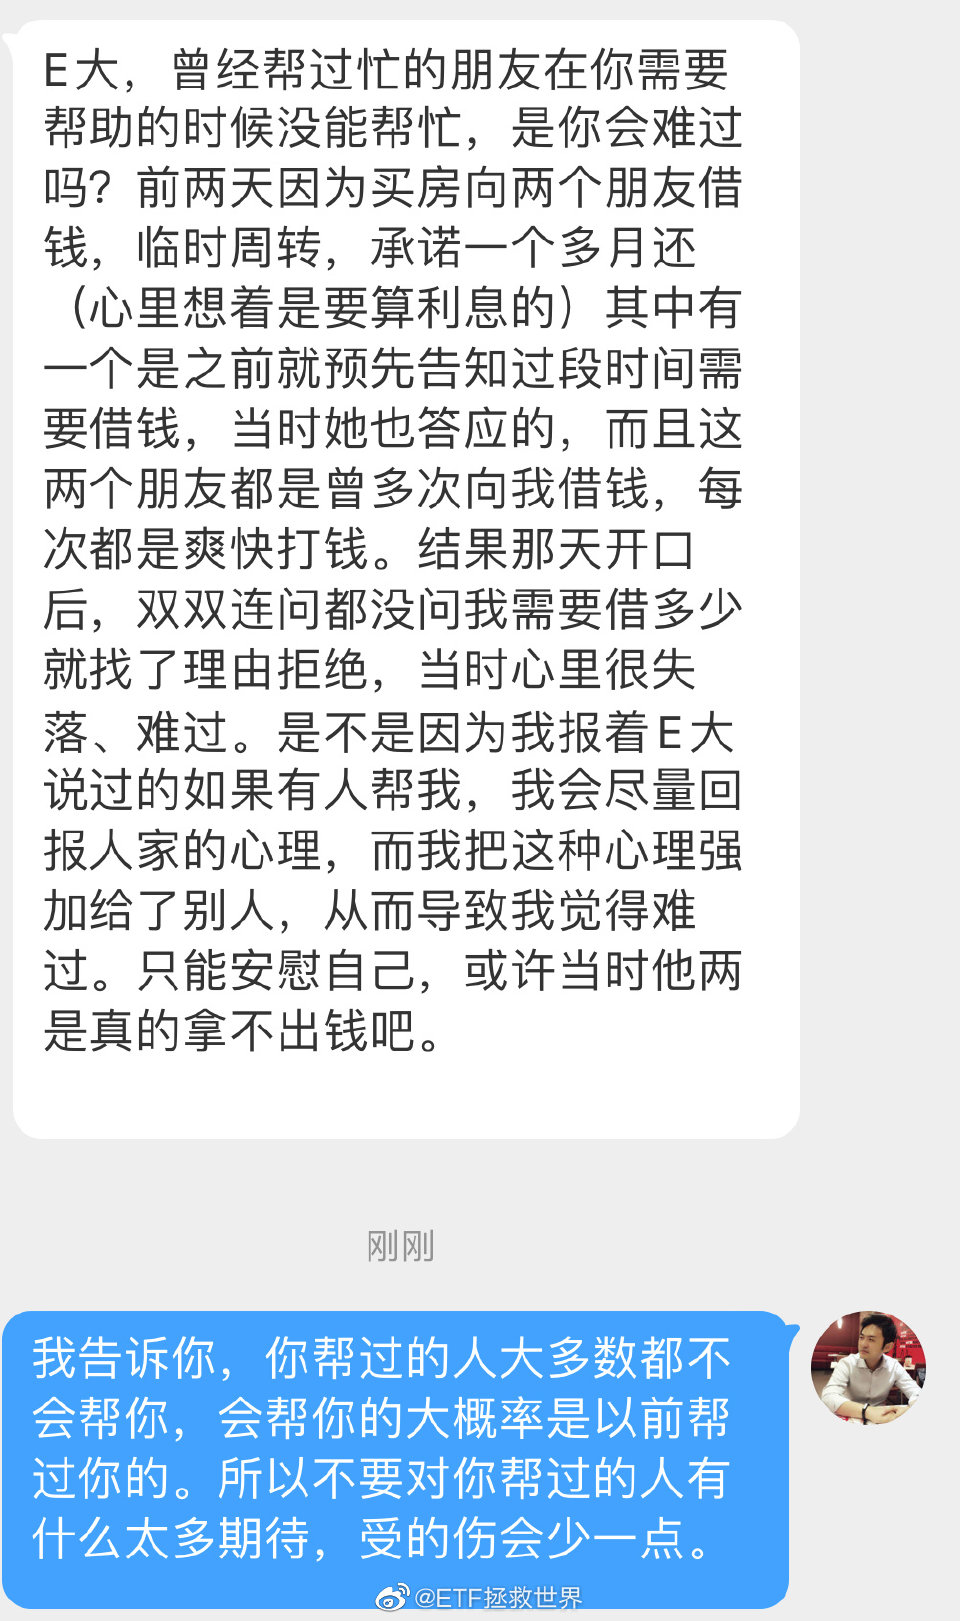 E大，曾经帮过忙的朋友在你需要
帮助的时候没能帮忙，是你会难过
吗？前两天因为买房向两个朋友借
钱，临时周转，承诺一个多月还
（心里想着是要算利息的）其中有
一个是之前就预先告知过段时间需
要借钱，当时她也答应的，而且这
两个朋友都是曾多次向我借钱，每
次都是爽快打钱。结果那天开口
后，双双连问都没问我需要借多少
就找了理由拒绝，当时心里很失
落、难过。是不是因为我报着E大
说过的如果有人帮我，我会尽量回
报人家的心理，而我把这种心理强
加给了别人，从而导致我觉得难
过。只能安慰自己，或许当时他两
是真的拿不出钱吧。
刚刚
我告诉你，你帮过的人大多数都不
会帮你，会帮你的大概率是以前帮
过你的。所以不要对你帮过的人有
什么太多期待，受的伤会少一点。
@ETF拯救世界